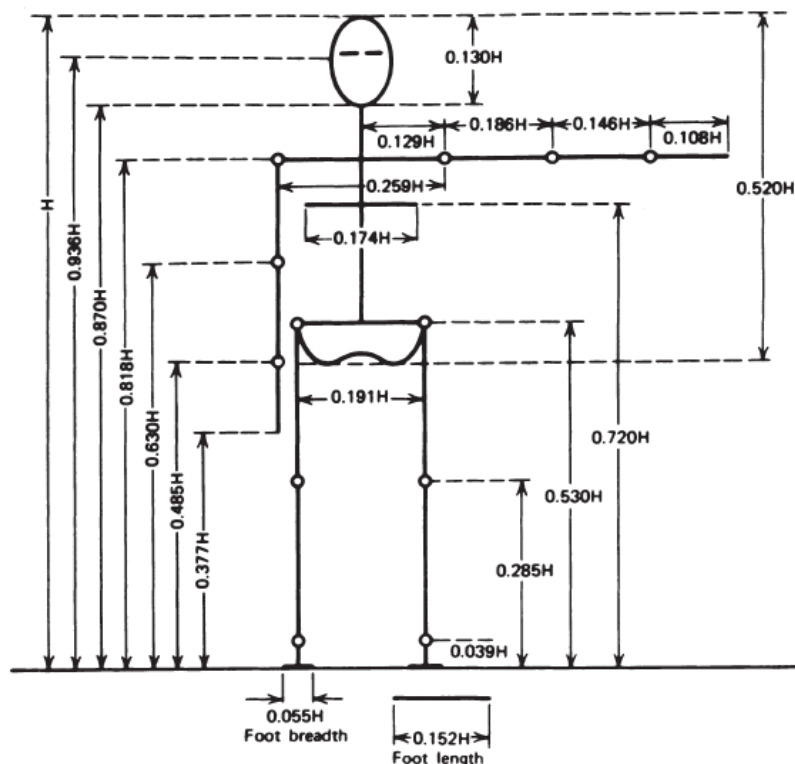 0.130H
0.186H
0.146H
0.129H
0.108H
0.259H
0.520H
H
0.936H
0.870H
0.174H
0.818H
0.630H
0.191H
0.720H
0.485H
0.530H
0.377H
0.285H
0.039H
0.055H
Foot breadth
0.152H
Foot length